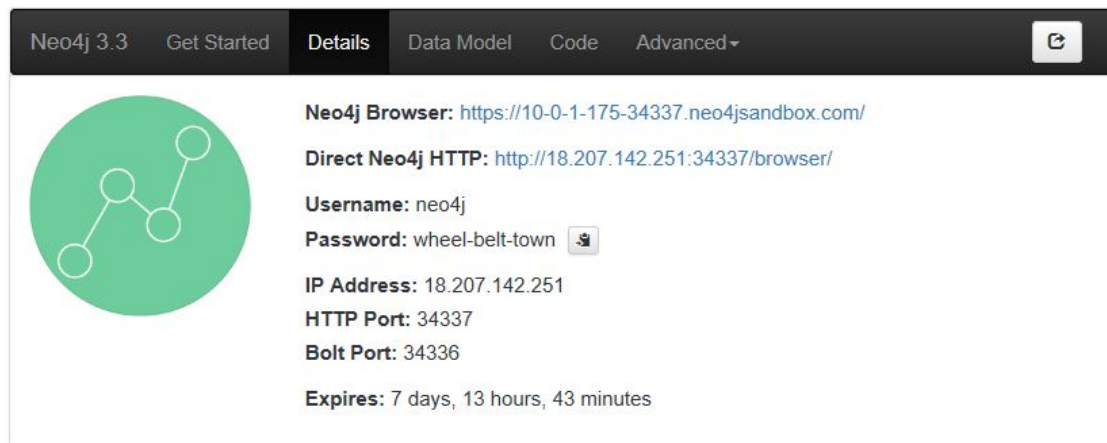 Neo4j 3.3 Get Started Details Data Model Code Advanced
Neo4j Browser: https://10-0-1-175-34337.neo4jsandbox.com/
Direct Neo4j HTTP: http://18.207.142.251:34337/browser/
Username: neo4j
Password: wheel-belt-town
IP Address: 18.207.142.251
HTTP Port: 34337
Bolt Port: 34336
Expires: 7 days, 13 hours, 43 minutes